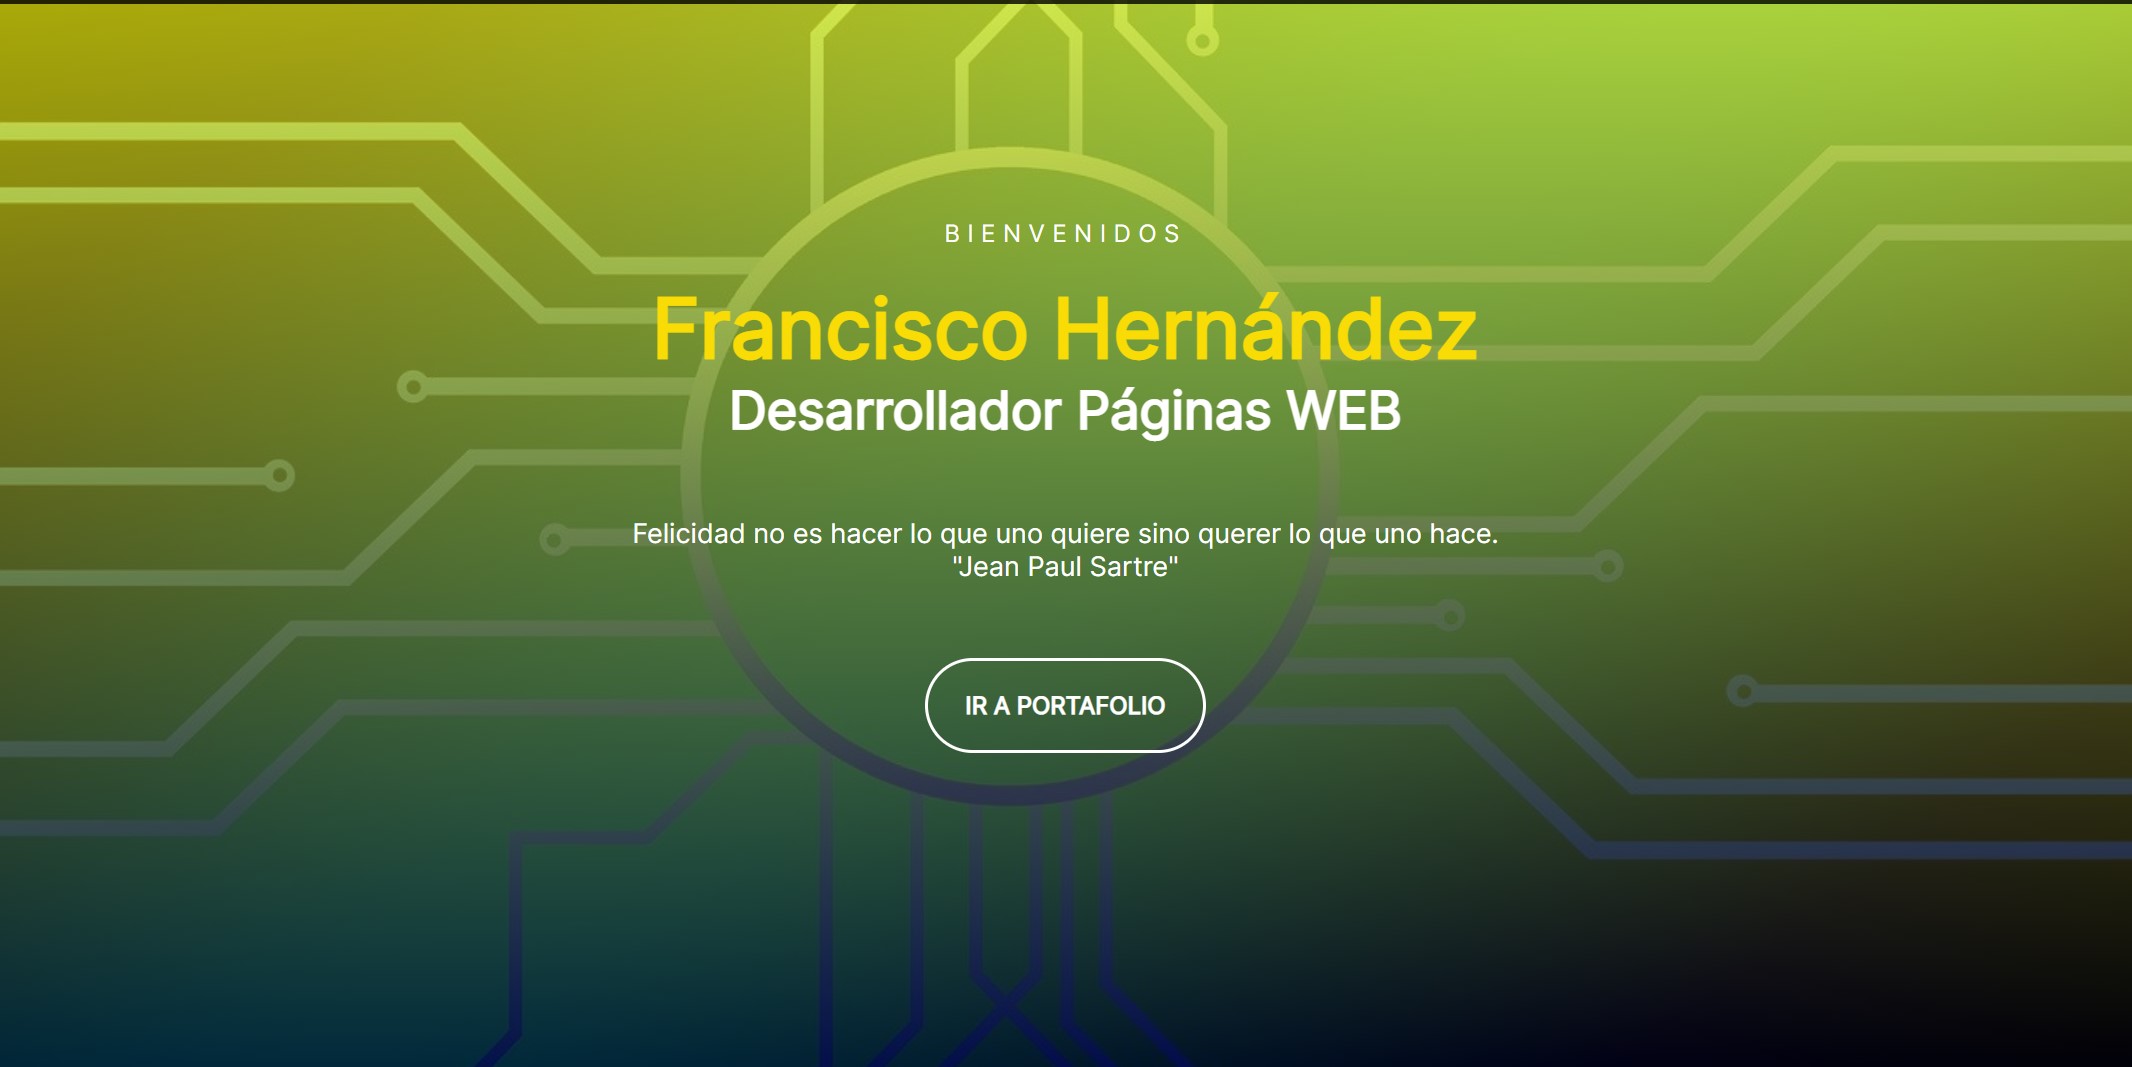 BIENVENIDOS
Francisco Hernández
Desarrollador Páginas WEB
Felicidad no es hacer lo que uno quiere sino querer lo que uno hace.
"Jean Paul Sartre"
IR A PORTAFOLIO